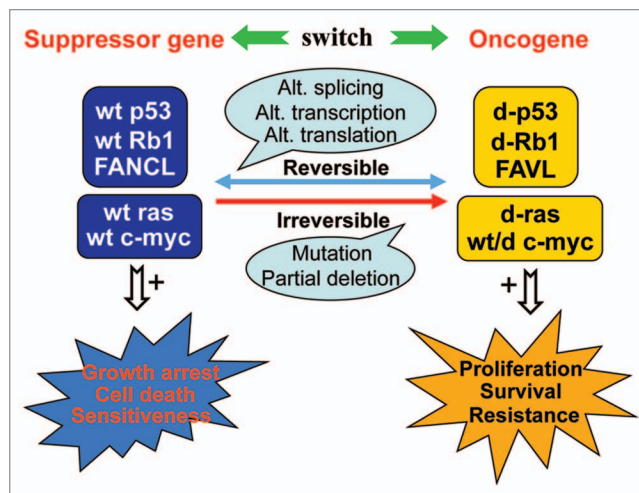 Suppressor gene switch Oncogene
Alt. splicing
Alt. transcription
Alt. translation
wt p53
wt Rb1
FANCL
d-p53
d-Rb1
FAVL
Reversible
Irreversible
wt ras
wt c-myc
d-ras
wt/d c-myc
Mutation
Partial deletion
+
+
Growth arrest
Cell death
Sensitiveness
Proliferation
Survival
Resistance